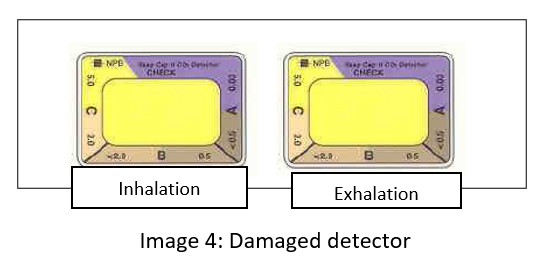 NPB Easy Cap II CO₂ Detector
CHECK
5.0
C
2.0
0.03
A
<0.5
<2.0
B
0.5
NPB Easy Cap II CO₂ Detector
CHECK
5.0
C
2.0
0.03
A
<0.5
<2.0
B
0.5
Inhalation
Exhalation
Image 4: Damaged detector